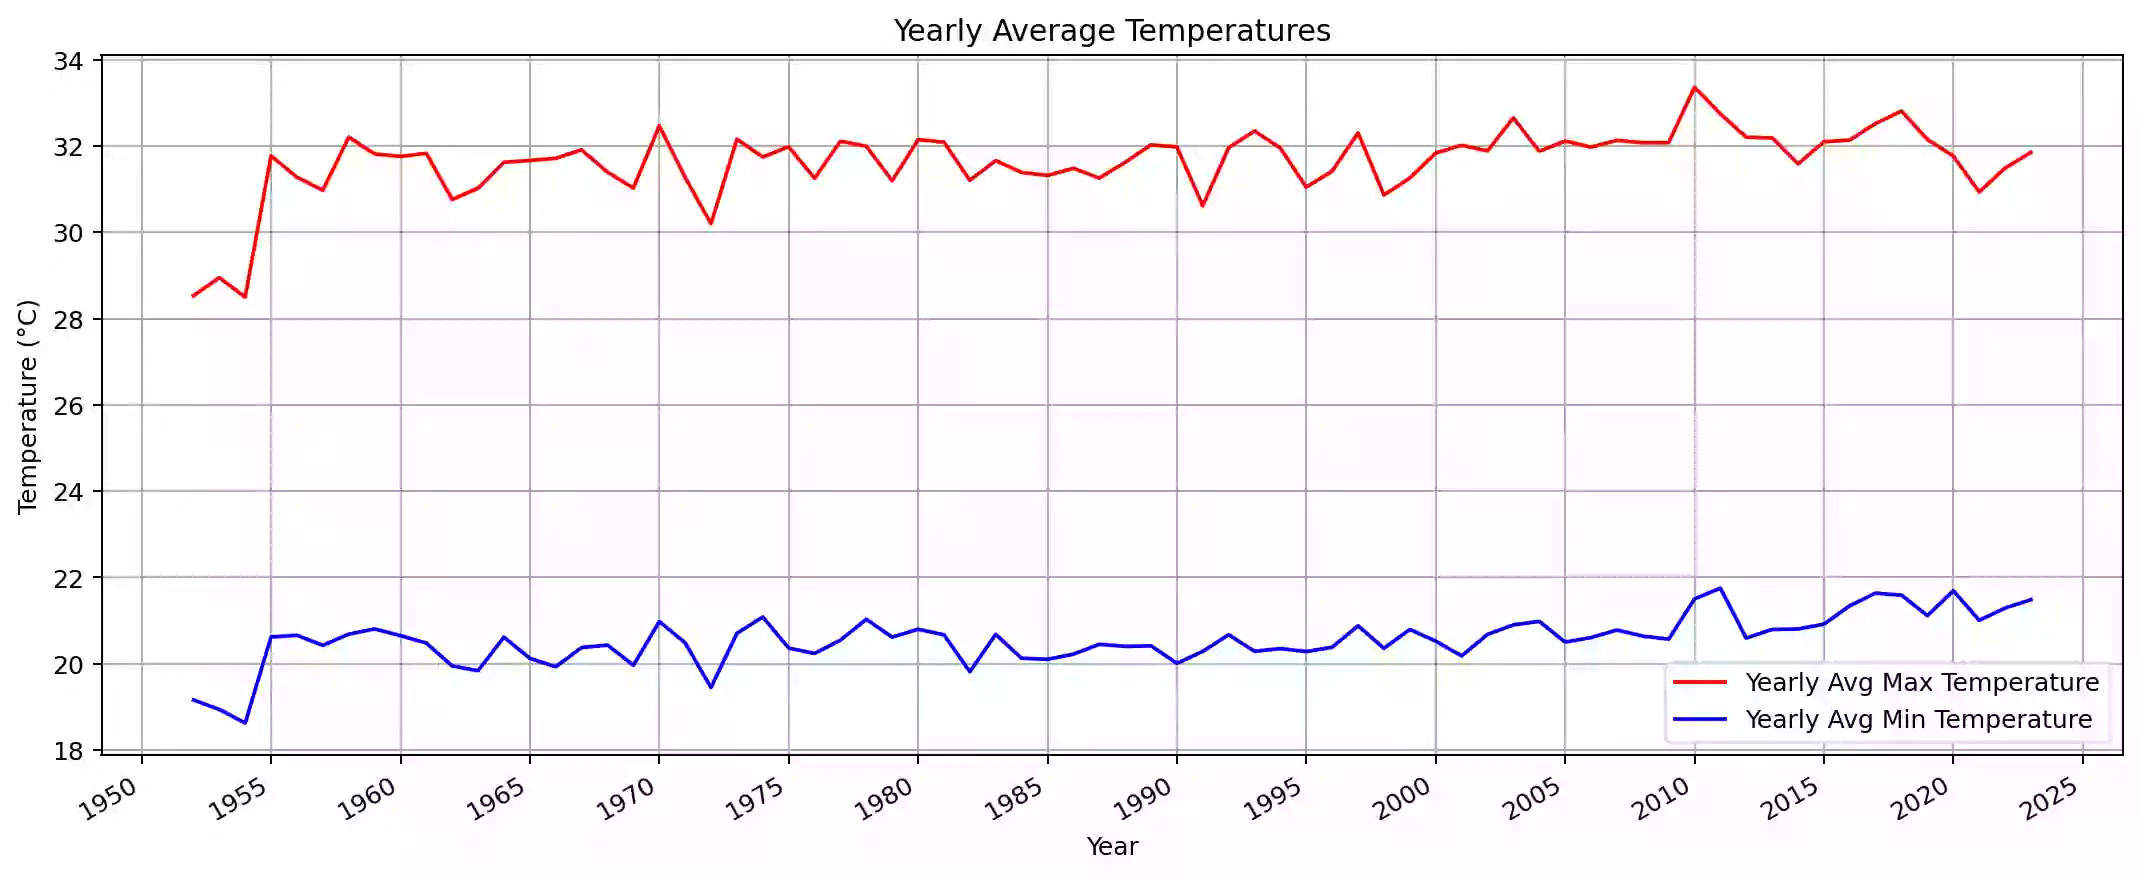 Yearly Average Temperatures
34
32
30
28
26
24
22
20
18
Temperature (°C)
Yearly Avg Max Temperature
Yearly Avg Min Temperature
1950 1955 1960 1965 1970 1975 1980 1985 1990 1995 2000 2005 2010 2015 2020 2025
Year